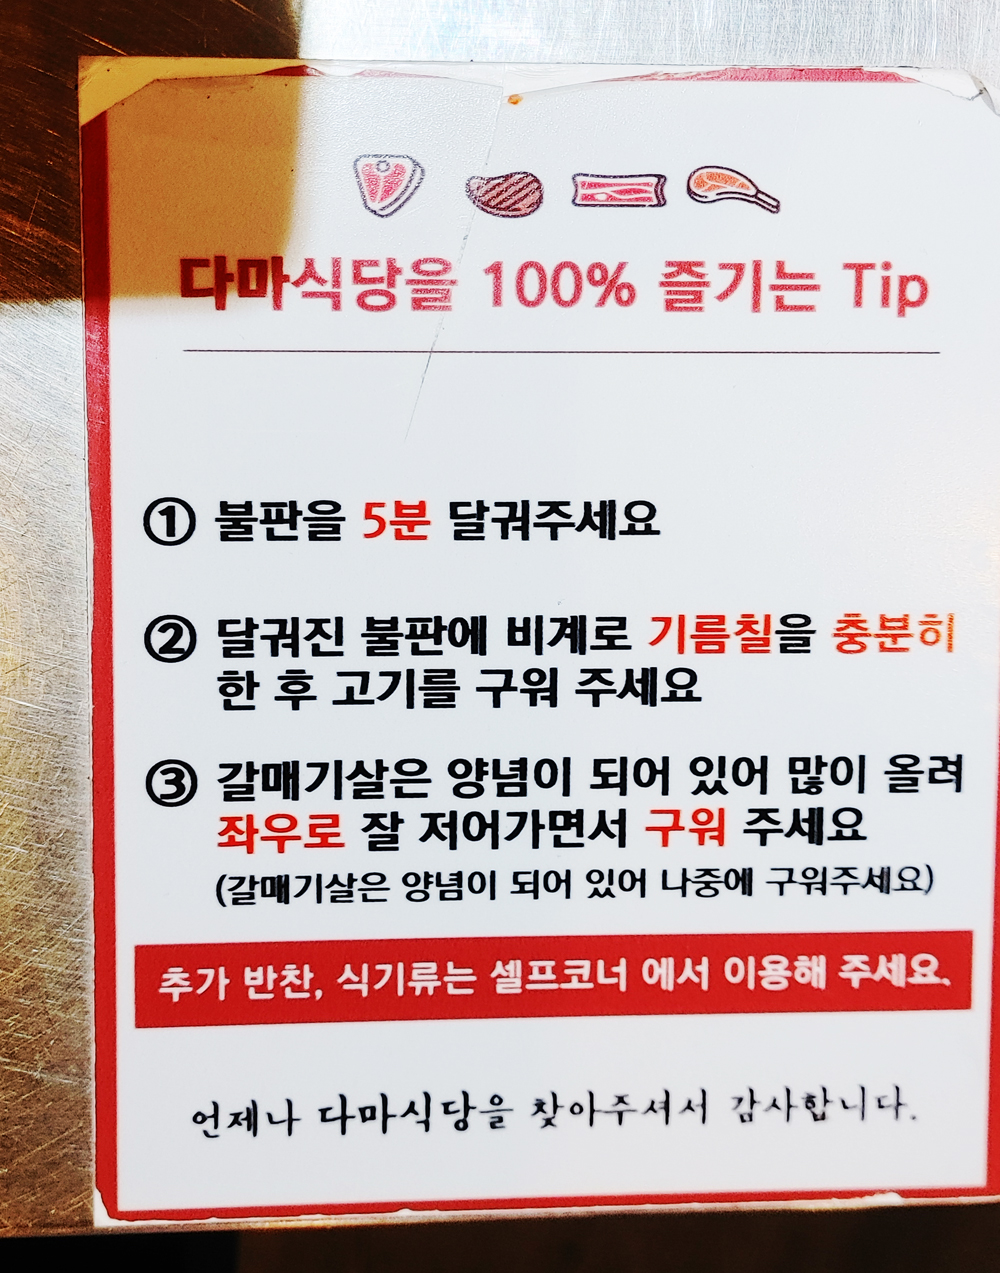 다마식당을 100% 즐기는 Tip
① 불판을 5분 달궈주세요
② 달궈진 불판에 비계로 기름칠을 충분히
한 후 고기를 구워 주세요
③ 갈매기살은 양념이 되어 있어 많이 올려
좌우로 잘 저어가면서 구워 주세요
(갈매기살은 양념이 되어 있어 나중에 구워주세요)
추가 반찬, 식기류는 셀프코너 에서 이용해 주세요.
언제나 다마식당을 찾아주셔서 감사합니다.